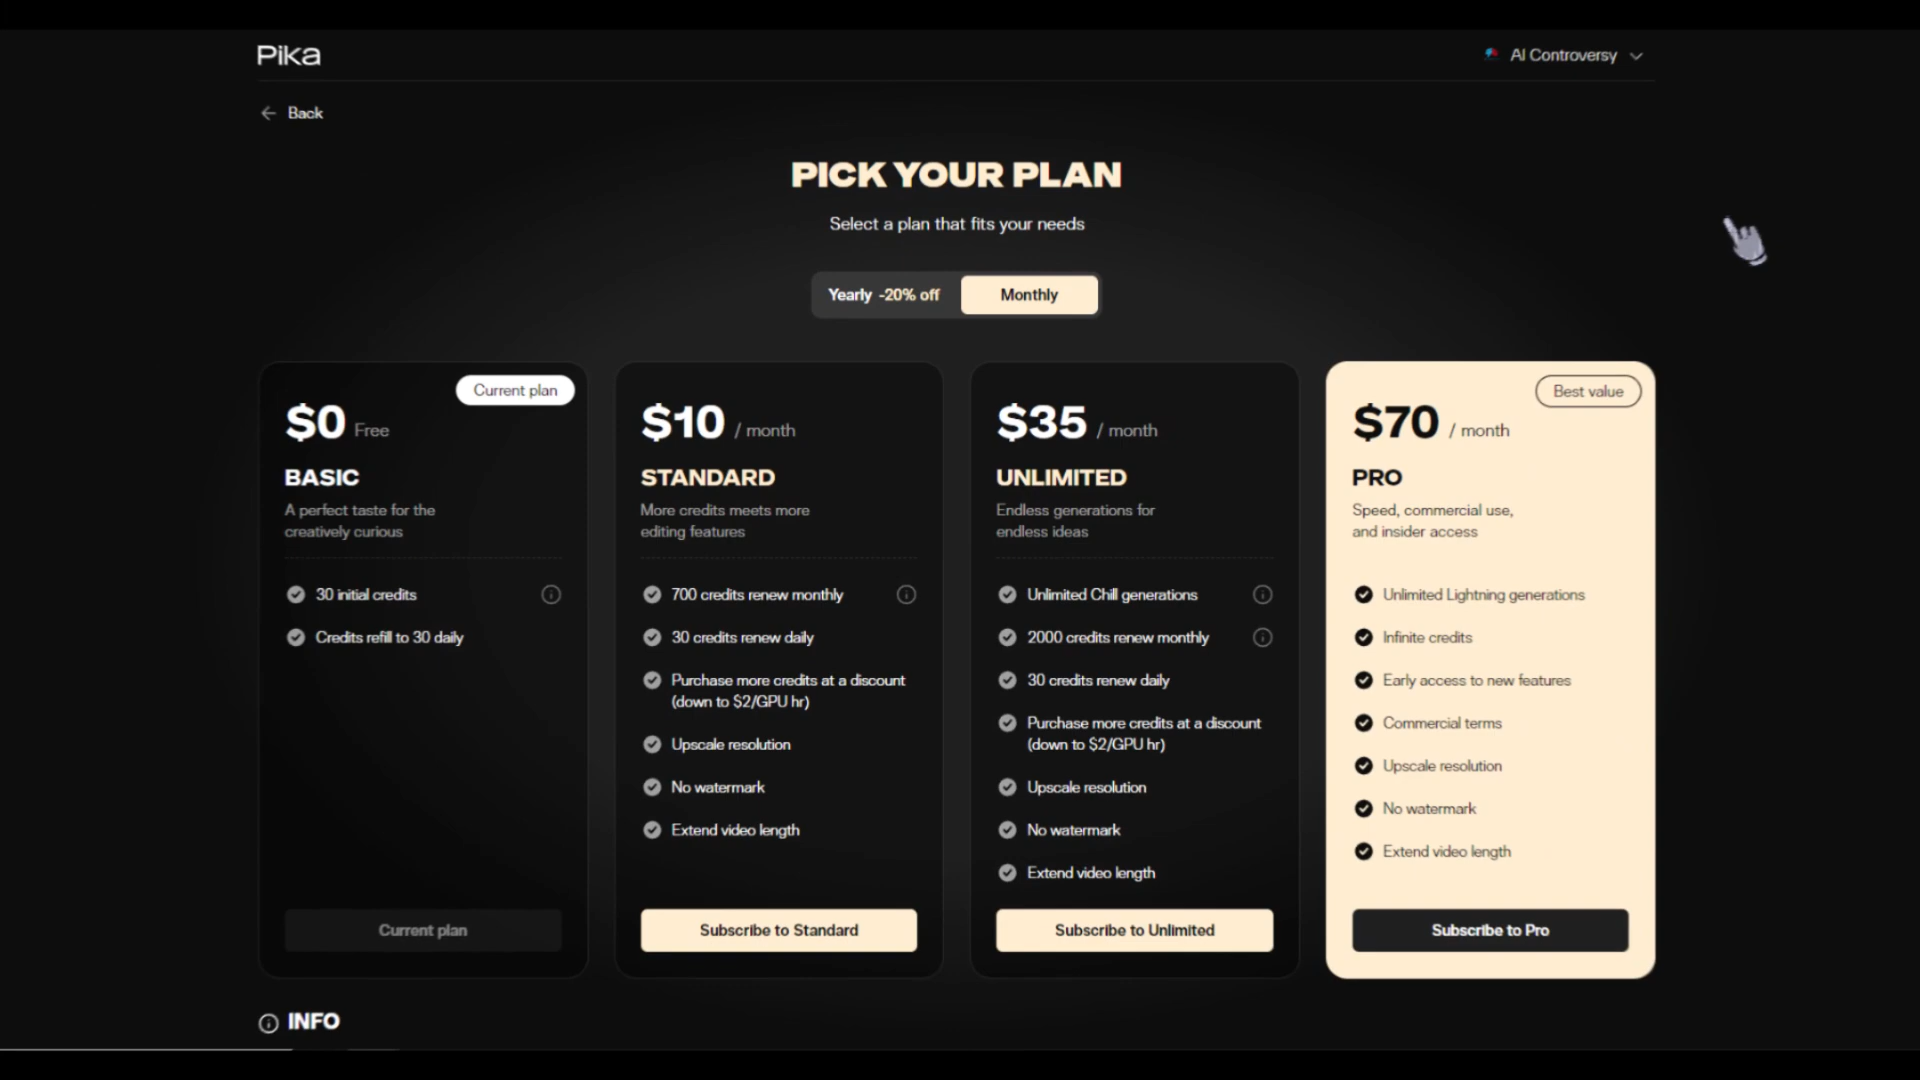 Pika
AI Controversy
Back
PICK YOUR PLAN
Select a plan that fits your needs
Yearly -20% off
Monthly
Current plan
$0 Free
BASIC
A perfect taste for the
creatively curious
30 initial credits
Credits refill to 30 daily
Current plan
$10 / month
STANDARD
More credits meets more
editing features
700 credits renew monthly
30 credits renew daily
Purchase more credits at a discount
(down to $2/GPU hr)
Upscale resolution
No watermark
Extend video length
Subscribe to Standard
$35 / month
UNLIMITED
Endless generations for
endless ideas
Unlimited Chill generations
2000 credits renew monthly
30 credits renew daily
Purchase more credits at a discount
(down to $2/GPU hr)
Upscale resolution
No watermark
Extend video length
Subscribe to Unlimited
Best value
$70 / month
PRO
Speed, commercial use,
and insider access
Unlimited Lightning generations
Infinite credits
Early access to new features
Commercial terms
Upscale resolution
No watermark
Extend video length
Subscribe to Pro
INFO